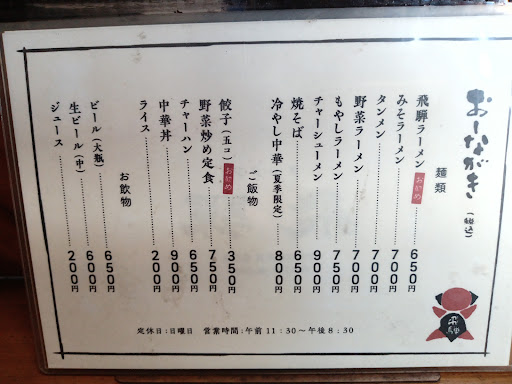 おーながき
(税込)
麺類
飛騨ラーメン おすすめ 650円
みそラーメン 700円
タンメン 700円
野菜ラーメン 700円
もやしラーメン 750円
チャーシューメン 900円
焼そば 650円
冷やし中華(夏季限定) 800円
ご飯物
餃子(五コ) おすすめ 350円
野菜炒め定食 750円
チャーハン 650円
中華丼 900円
ライス 200円
お飲物
ビール(大瓶) 650円
生ビール(中) 600円
ジュース 200円
飛騨
定休日:日曜日 営業時間:午前11:30〜午後8:30